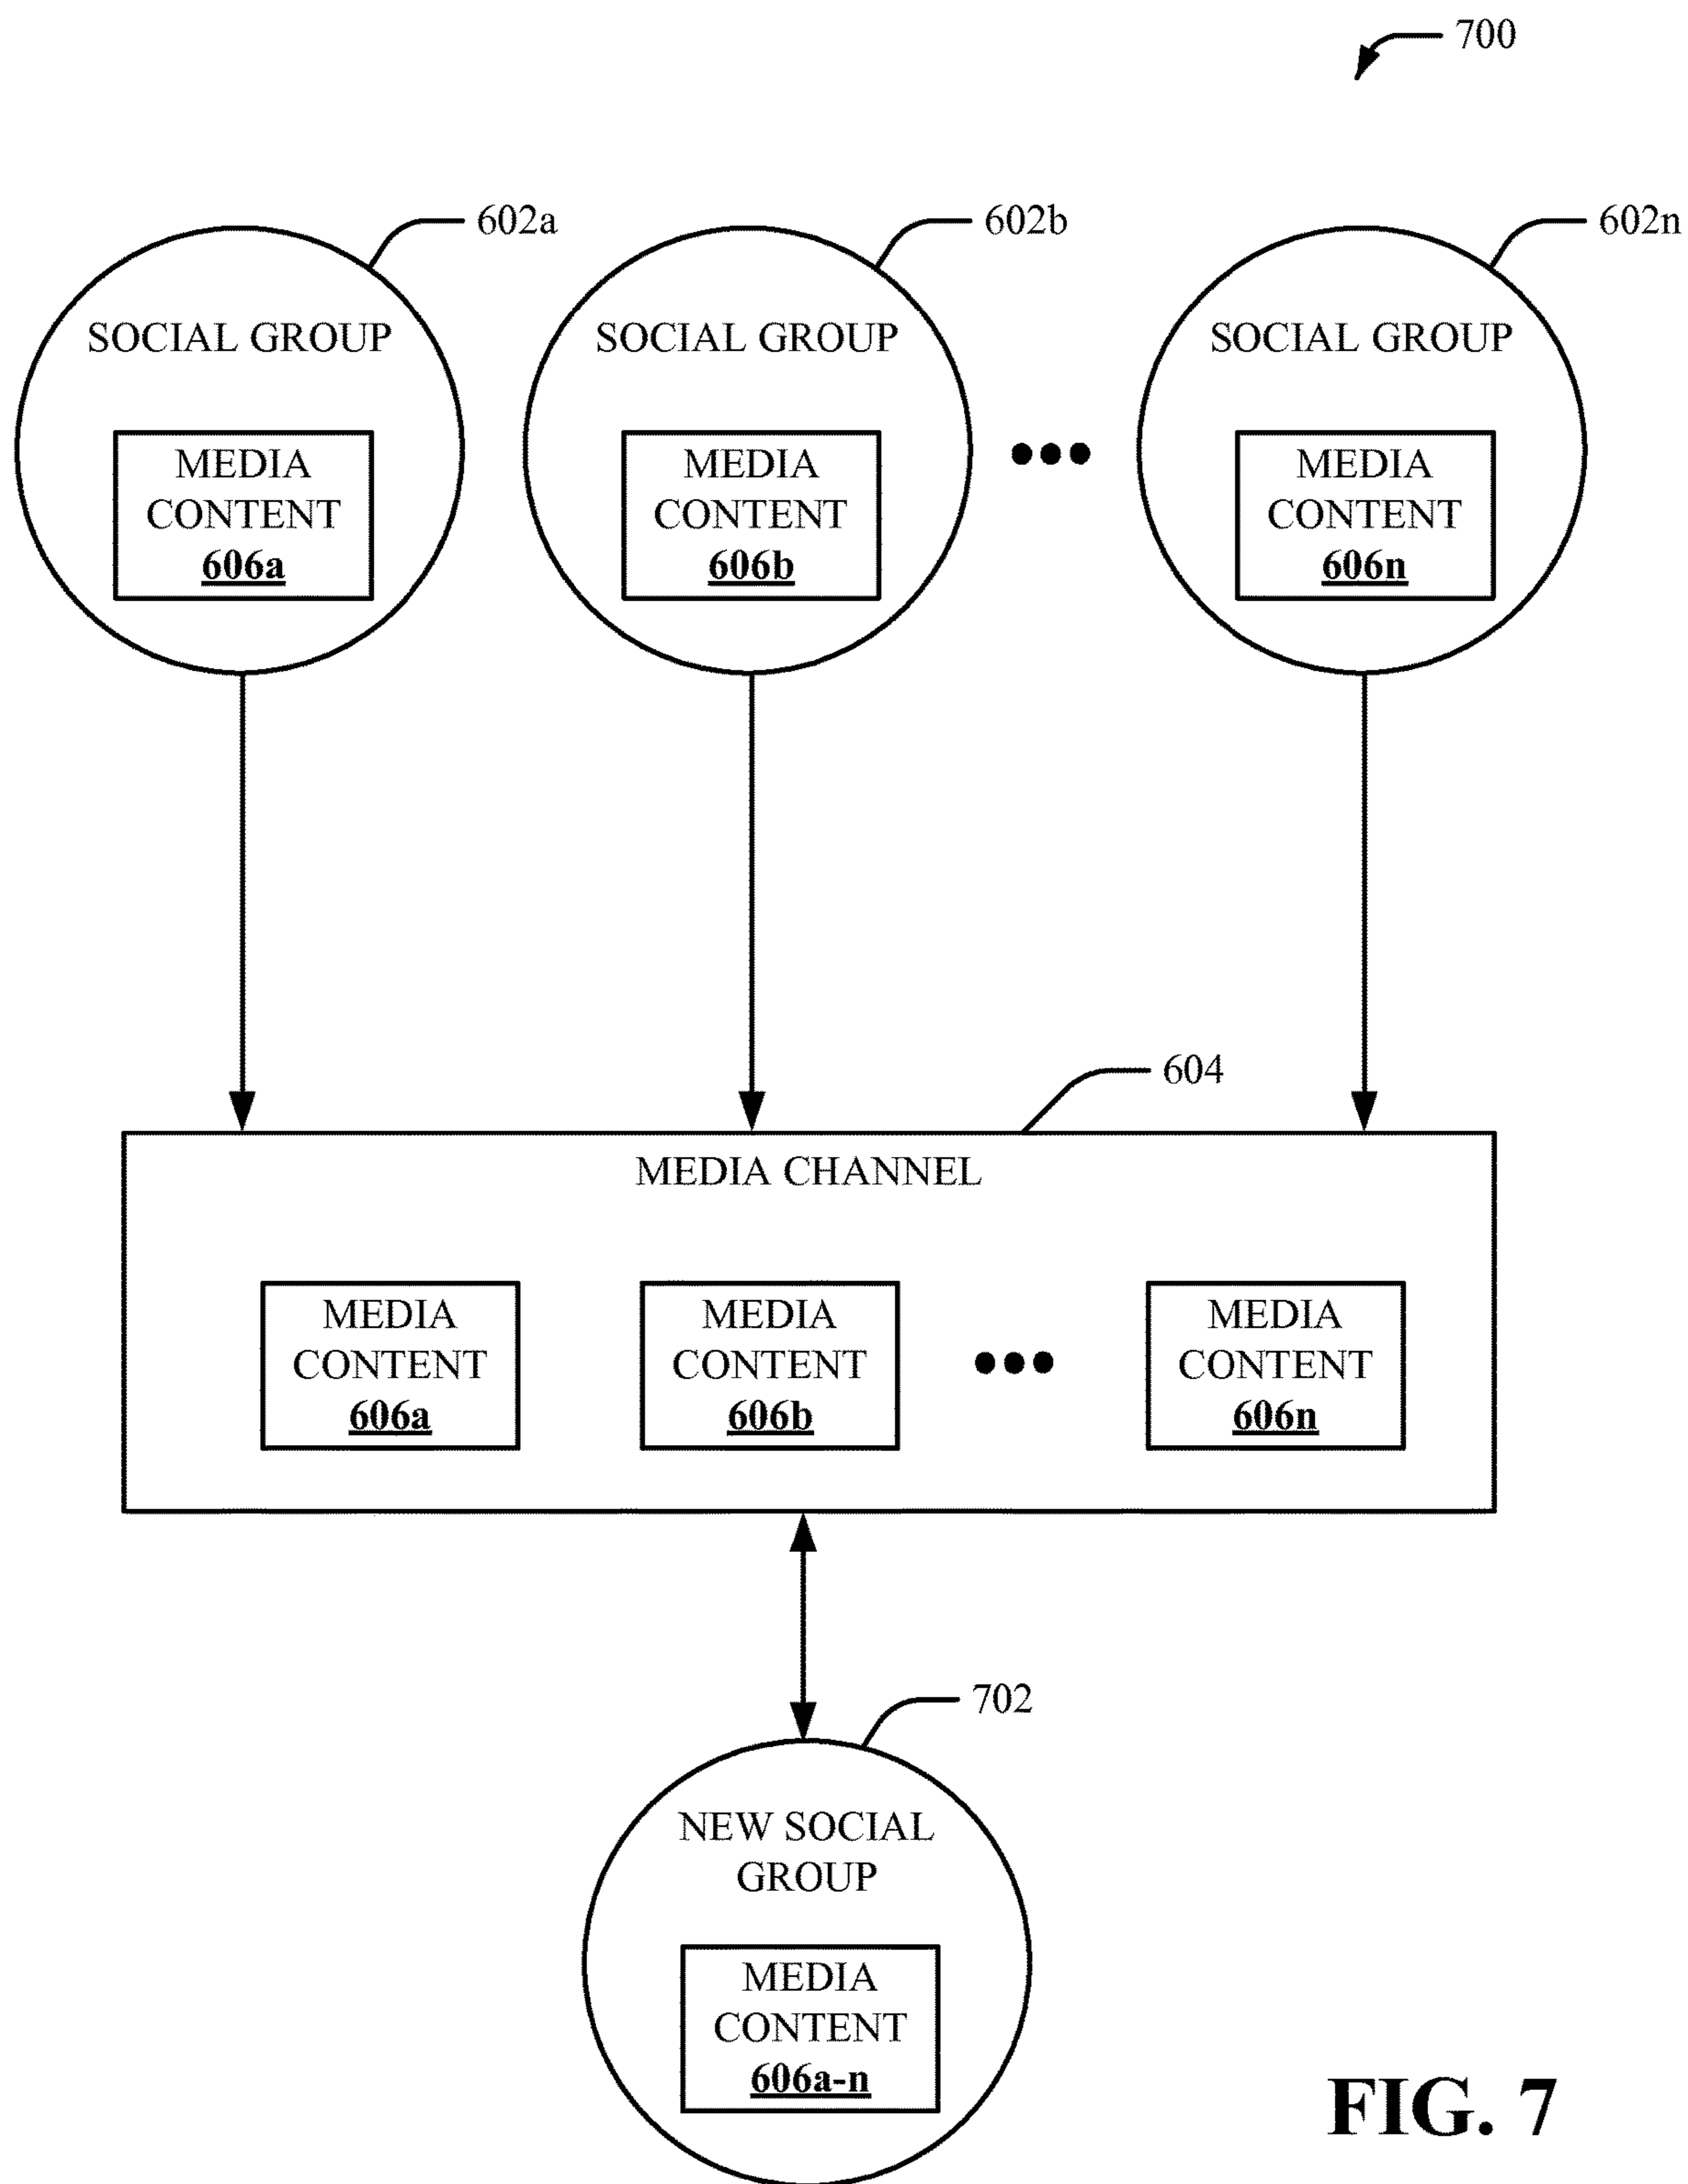 700
602a
602b
602n
SOCIAL GROUP
SOCIAL GROUP
SOCIAL GROUP
MEDIA
CONTENT
606a
MEDIA
CONTENT
606b
MEDIA
CONTENT
606n
604
MEDIA CHANNEL
MEDIA
CONTENT
606a
MEDIA
CONTENT
606b
MEDIA
CONTENT
606n
702
NEW SOCIAL
GROUP
MEDIA
CONTENT
606a-n
FIG. 7